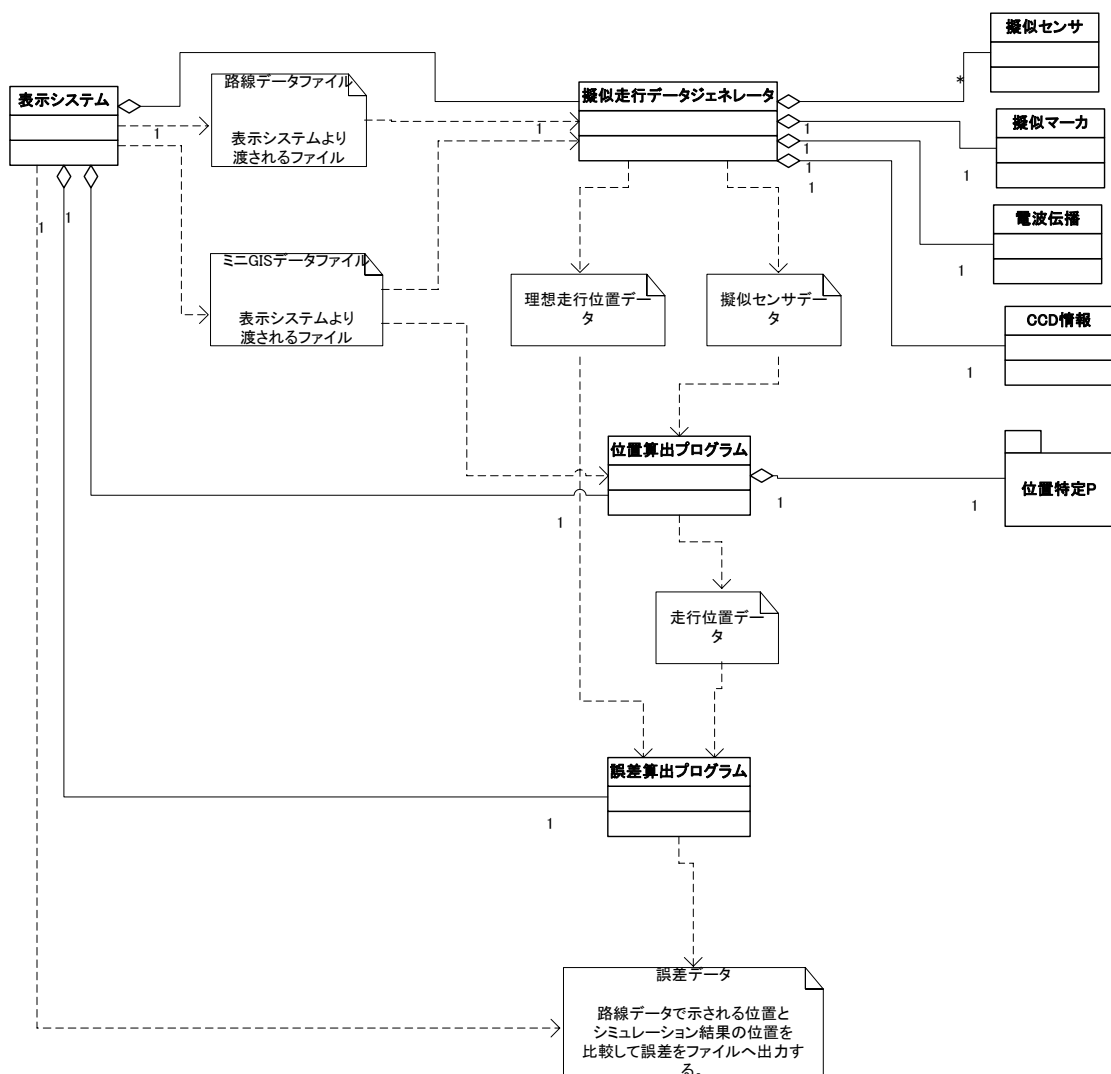 擬似センサ
路線データファイル
表示システムより
渡されるファイル
表示システム
擬似走行データジェネレータ
*
1
1
1
1
1
1
擬似マーカ
1
電波伝播
1
1
1
ミニGISデータファイル
表示システムより
渡されるファイル
理想走行位置デー
タ
擬似センサデー
タ
CCD情報
1
位置算出プログラム
位置特定P
1
1
1
走行位置デー
タ
誤差算出プログラム
1
誤差データ
路線データで示される位置と
シミュレーション結果の位置を
比較して誤差をファイルへ出力す
る。